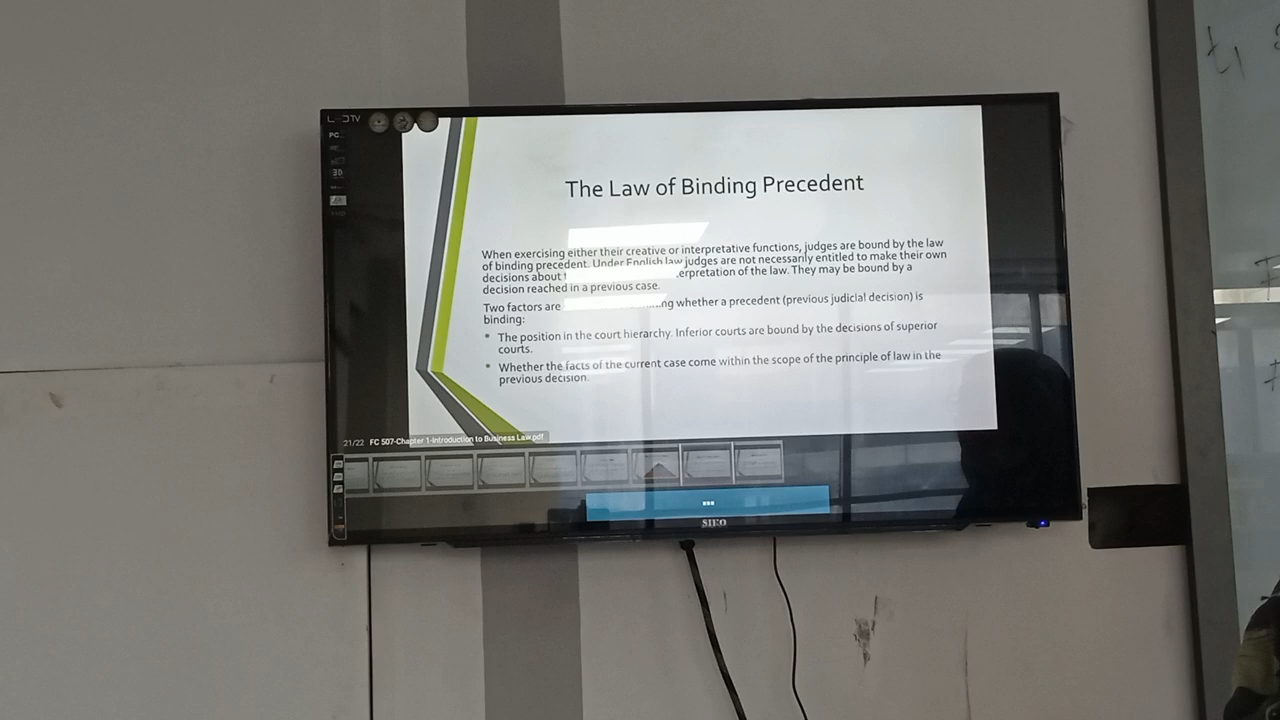 TV
PC
3D
The Law of Binding Precedent
When exercising either their creative or interpretative functions, judges are bound by the law
of binding precedent. Under English law judges are not necessarily entitled to make their own
decisions about erpretation of the law. They may be bound by a
decision reached in a previous case.
Two factors are ng whether a precedent (previous judicial decision) is
binding:
* The position in the court hierarchy. Inferior courts are bound by the decisions of superior
courts.
* Whether the facts of the current case come within the scope of the principle of law in the
previous decision.
21/22 FC 507-Chapter 1-Introduction to Business Law.pdf